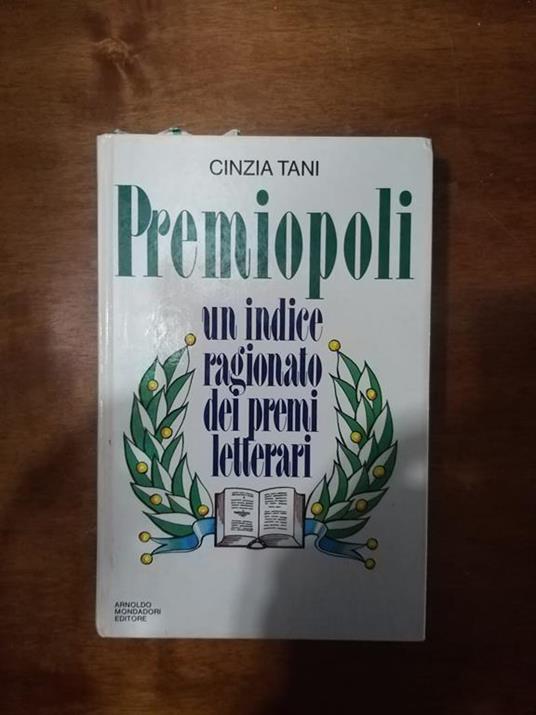 CINZIA TANI
Premiopoli
un indice
ragionato
dei premi
letterari
ARNOLDO
MONDADORI
EDITORE